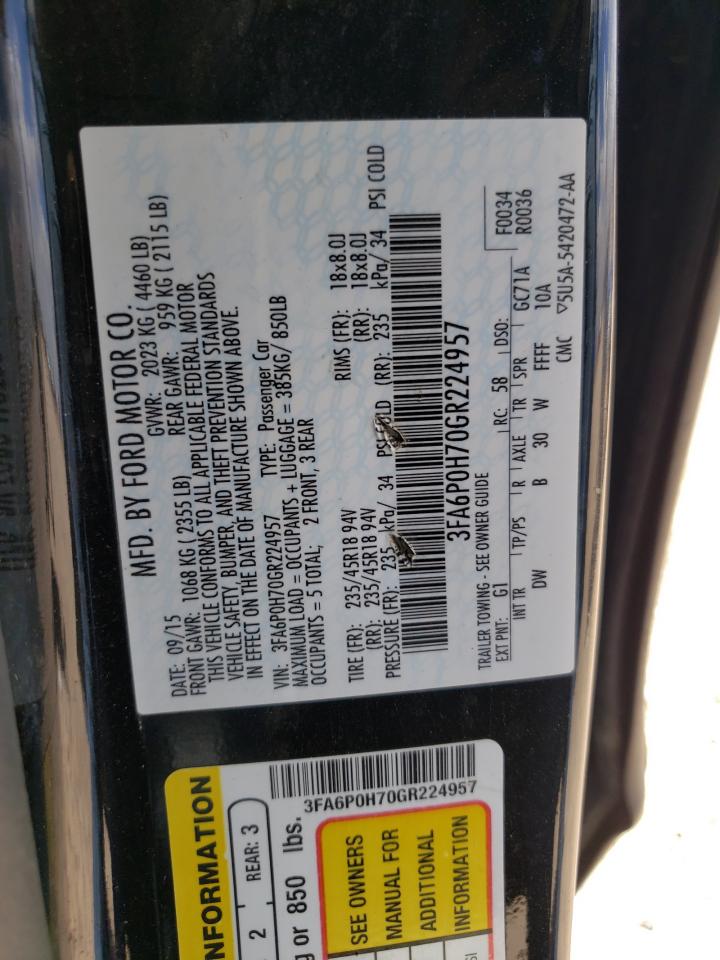 MFD. BY FORD MOTOR CO.
DATE: 09/15 GVWR: 2023 KG ( 4460 LB)
FRONT GAWR: 1068 KG ( 2355 LB) REAR GAWR: 959 KG ( 2115 LB)
THIS VEHICLE CONFORMS TO ALL APPLICABLE FEDERAL MOTOR
VEHICLE SAFETY, BUMPER, AND THEFT PREVENTION STANDARDS
IN EFFECT ON THE DATE OF MANUFACTURE SHOWN ABOVE.
VIN: 3FA6P0H70GR224957 TYPE: Passenger Car
MAXIMUM LOAD = OCCUPANTS + LUGGAGE = 385KG/ 850LB
OCCUPANTS = 5 TOTAL; 2 FRONT, 3 REAR
TIRE (FR): 235/45R18 94V RIMS (FR): 18x8.0J
(RR): 235/45R18 94V (RR): 18x8.0J
PRESSURE (FR): 235 kPa/ 34 PSI COLD (RR): 235 kPa/ 34 PSI COLD
3FA6P0H70GR224957
TRAILER TOWING - SEE OWNER GUIDE
EXT PNT: G1 RC: 58 DSO: F0034
R0036
INT TR TP/PS R AXLE TR SPR GC71A
DW B 30 W FFFF 10A
CMC ▽5U5A-5420472-AA
NFORMATION
2 REAR: 3
g or 850 lbs.
3FA6P0H70GR224957
SEE OWNERS
MANUAL FOR
ADDITIONAL
INFORMATION
SI